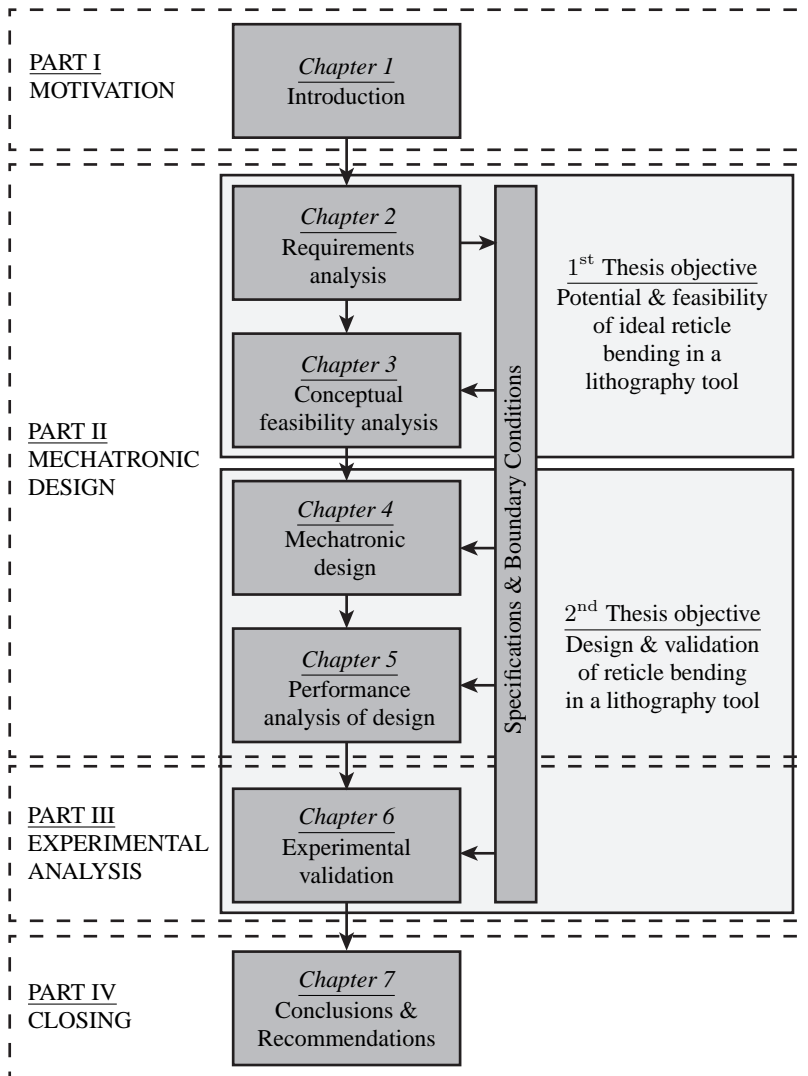 PART I
MOTIVATION
Chapter 1
Introduction
PART II
MECHATRONIC
DESIGN
Chapter 2
Requirements
analysis
Chapter 3
Conceptual
feasibility analysis
1st Thesis objective
Potential & feasibility
of ideal reticle
bending in a
lithography tool
Specifications & Boundary Conditions
Chapter 4
Mechatronic
design
Chapter 5
Performance
analysis of design
2nd Thesis objective
Design & validation
of reticle bending
in a lithography tool
PART III
EXPERIMENTAL
ANALYSIS
Chapter 6
Experimental
validation
PART IV
CLOSING
Chapter 7
Conclusions &
Recommendations